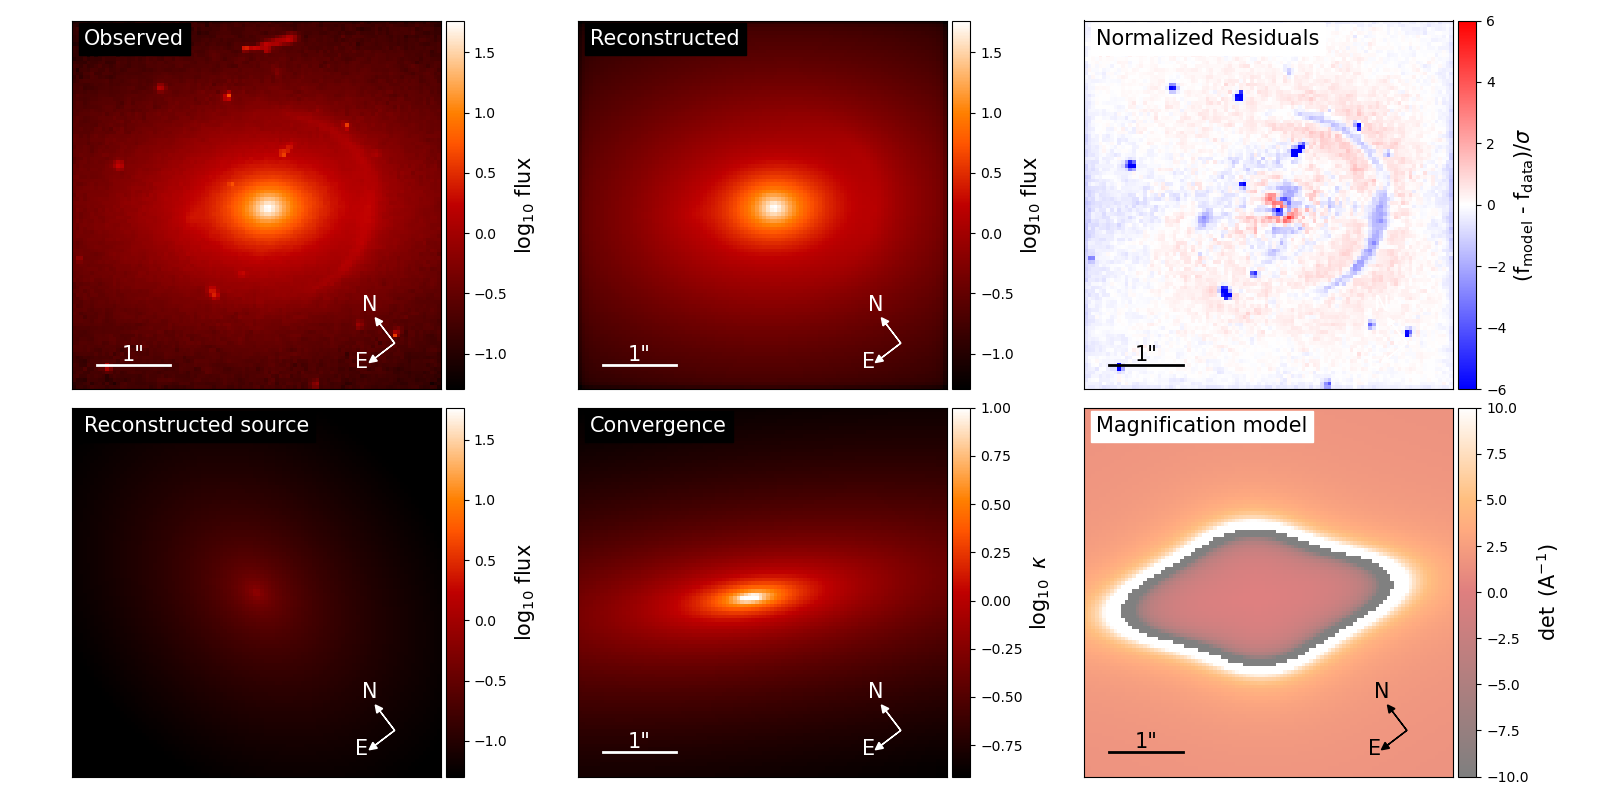 Observed
N
E
1"
1.5
1.0
0.5
0.0
−0.5
−1.0
log₁₀ flux
Reconstructed
N
E
1"
1.5
1.0
0.5
0.0
−0.5
−1.0
log₁₀ flux
Normalized Residuals
1"
6
4
2
0
−2
−4
−6
(f_model - f_data)/σ
Reconstructed source
N
E
1.5
1.0
0.5
0.0
−0.5
−1.0
log₁₀ flux
Convergence
N
E
1"
1.00
0.75
0.50
0.25
0.00
−0.25
−0.50
−0.75
log₁₀ κ
Magnification model
N
E
1"
10.0
7.5
5.0
2.5
0.0
−2.5
−5.0
−7.5
−10.0
det (A⁻¹)